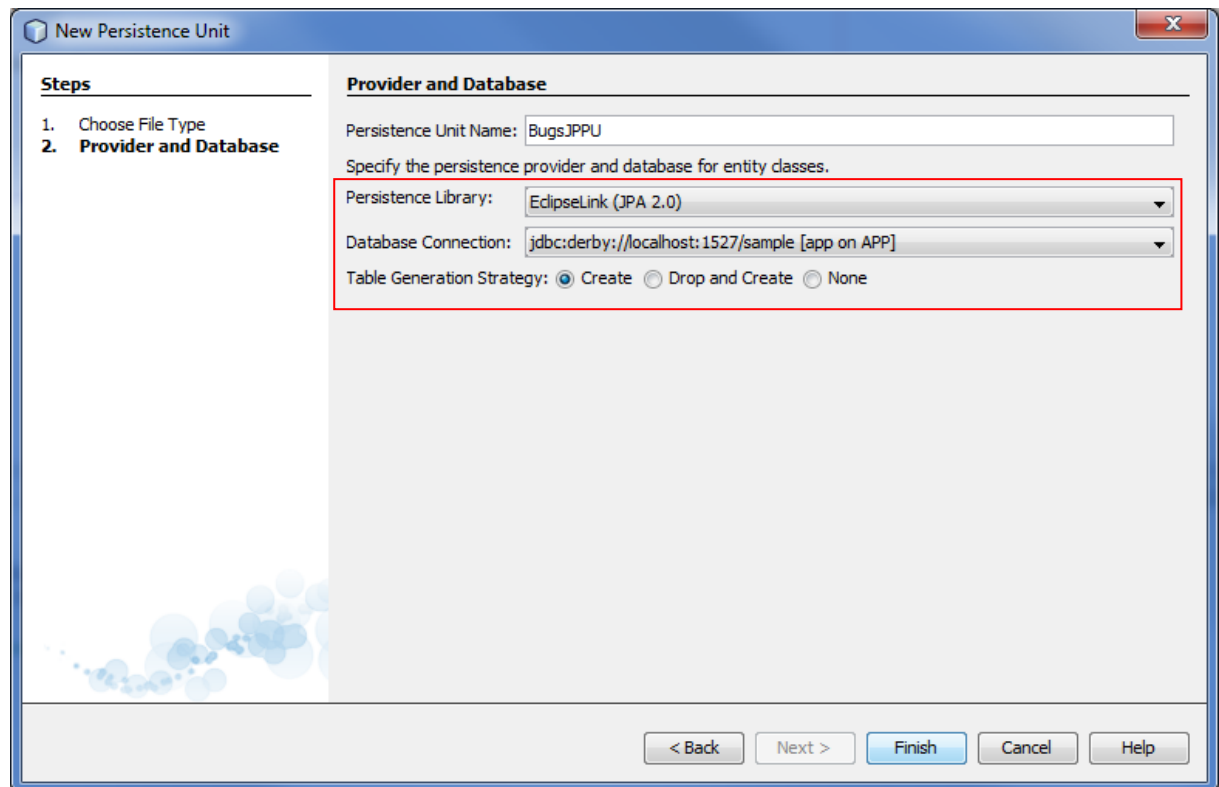 New Persistence Unit
Steps
1. Choose File Type
2. Provider and Database
Provider and Database
Persistence Unit Name: BugsJPPU
Specify the persistence provider and database for entity classes.
Persistence Library: EclipseLink (JPA 2.0)
Database Connection: jdbc:derby://localhost:1527/sample [app on APP]
Table Generation Strategy: Create Drop and Create None
< Back Next > Finish Cancel Help